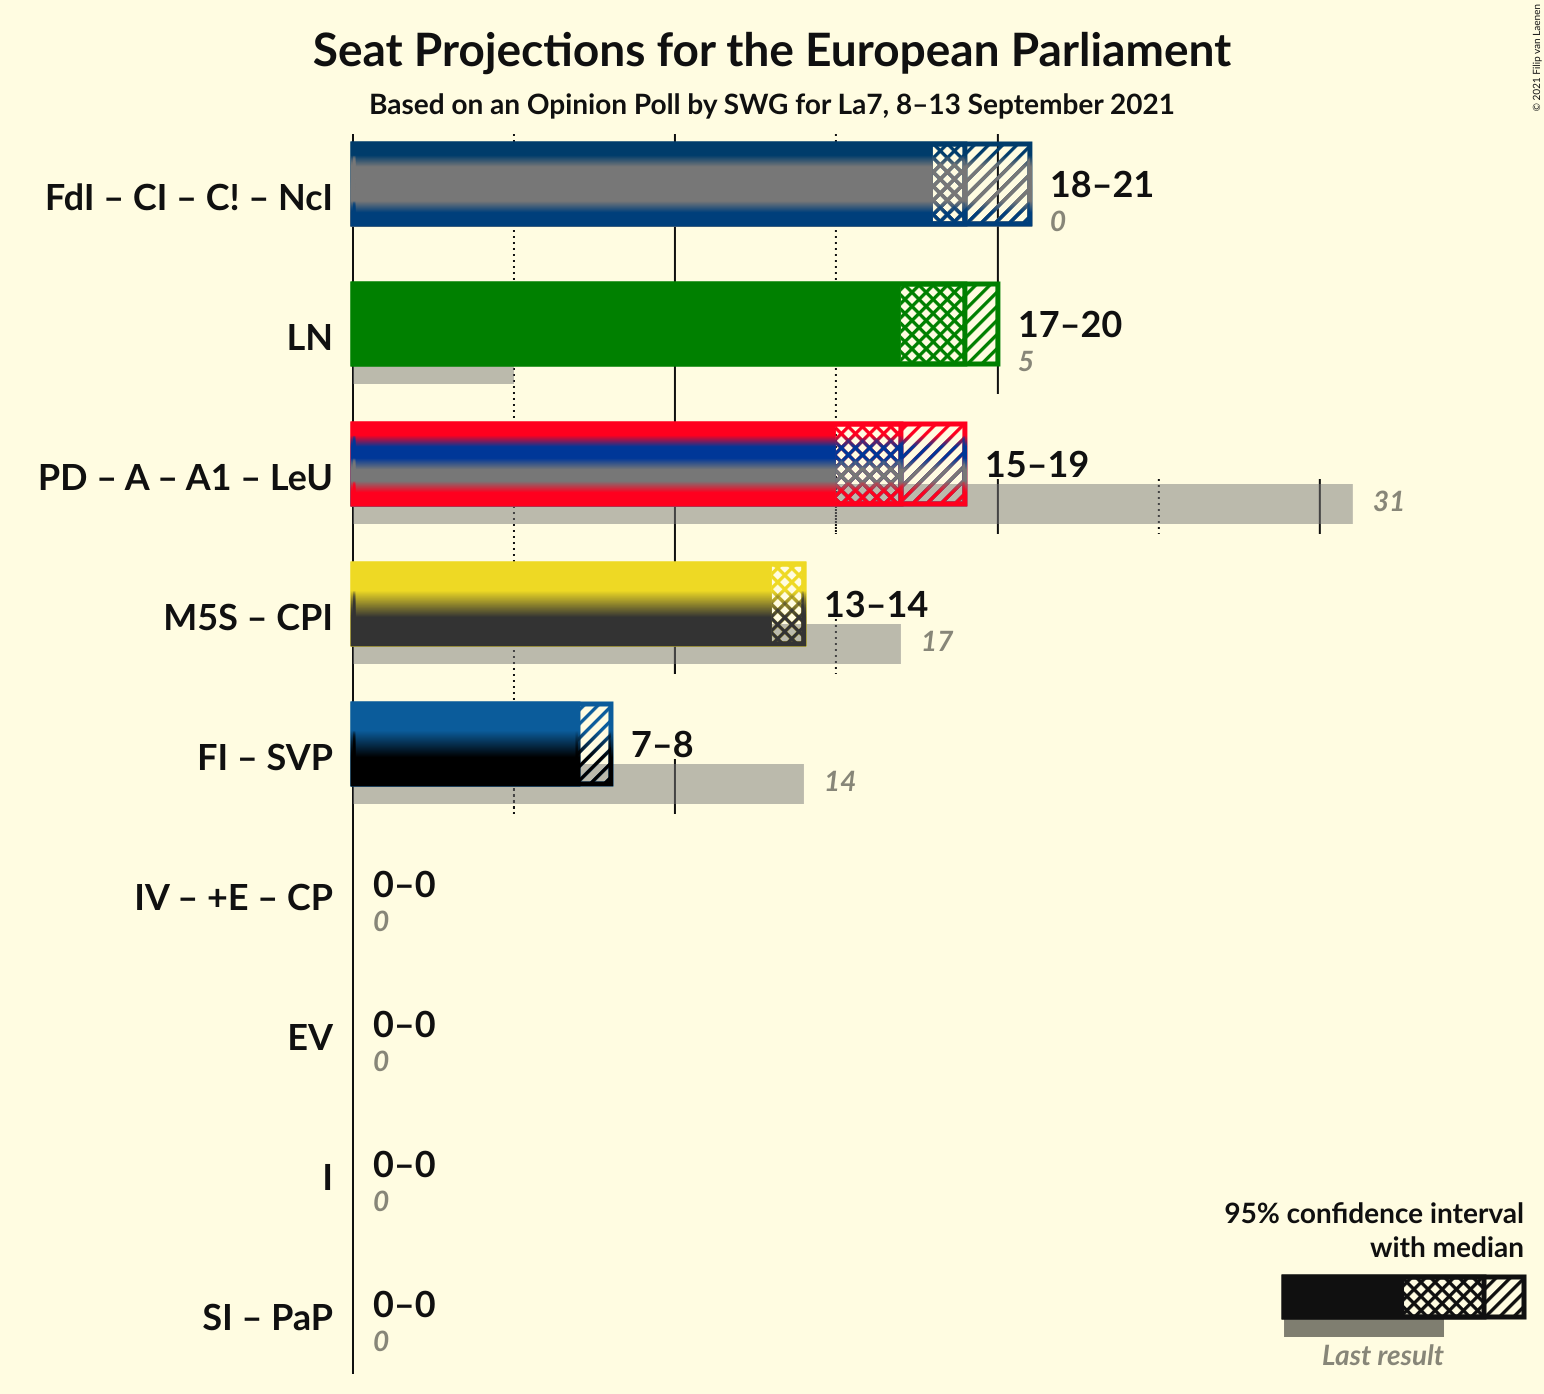 Seat Projections for the European Parliament
Based on an Opinion Poll by SWG for La7, 8–13 September 2021
© 2021 Filip van Laenen
FdI – CI – C! – NcI
18–21
0
LN
17–20
5
PD – A – A1 – LeU
15–19
31
M5S – CPI
13–14
17
FI – SVP
7–8
14
IV – +E – CP
0–0
0
EV
0–0
0
I
0–0
0
SI – PaP
0–0
0
95% confidence interval
with median
Last result